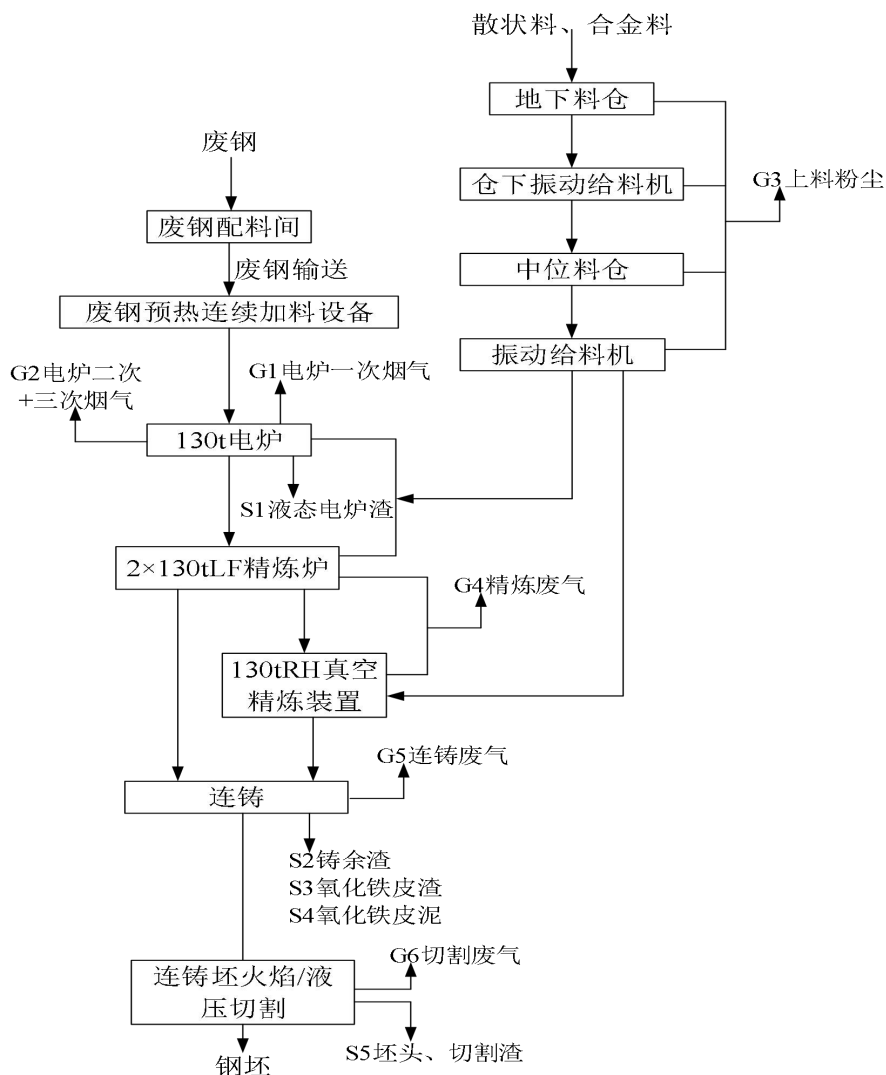 散状料、合金料
地下料仓
废钢
仓下振动给料机
G3上料粉尘
废钢配料间
废钢输送
中位料仓
废钢预热连续加料设备
振动给料机
G2电炉二次
+三次烟气
G1电炉一次烟气
130t电炉
S1液态电炉渣
2×130tLF精炼炉
G4精炼废气
130tRH真空
精炼装置
G5连铸废气
连铸
S2铸余渣
S3氧化铁皮渣
S4氧化铁皮泥
G6切割废气
连铸坯火焰/液
压切割
S5坯头、切割渣
钢坯